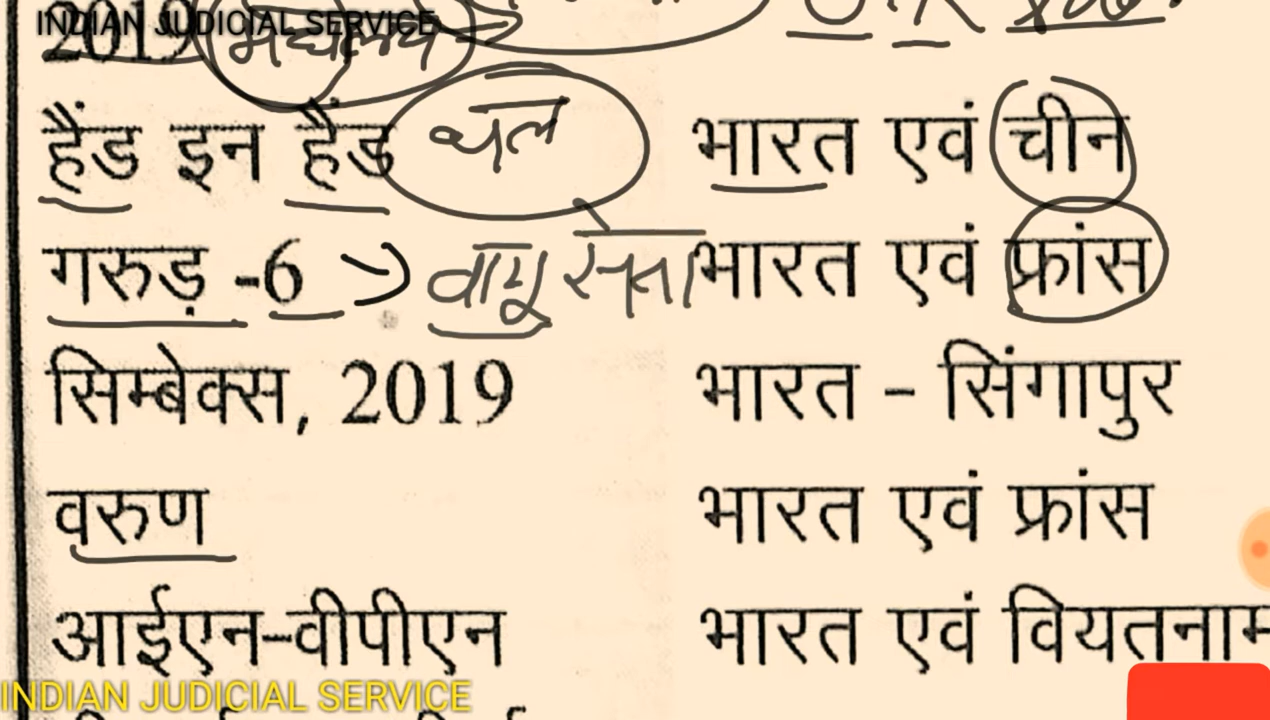 INDIAN JUDICIAL SERVICE
2019
हैंड इन हैंड थल भारत एवं चीन
गरुड़ -6 वायु सेना भारत एवं फ्रांस
सिम्बेक्स, 2019 भारत - सिंगापुर
वरुण भारत एवं फ्रांस
आईएन-वीपीएन भारत एवं वियतनाम
INDIAN JUDICIAL SERVICE